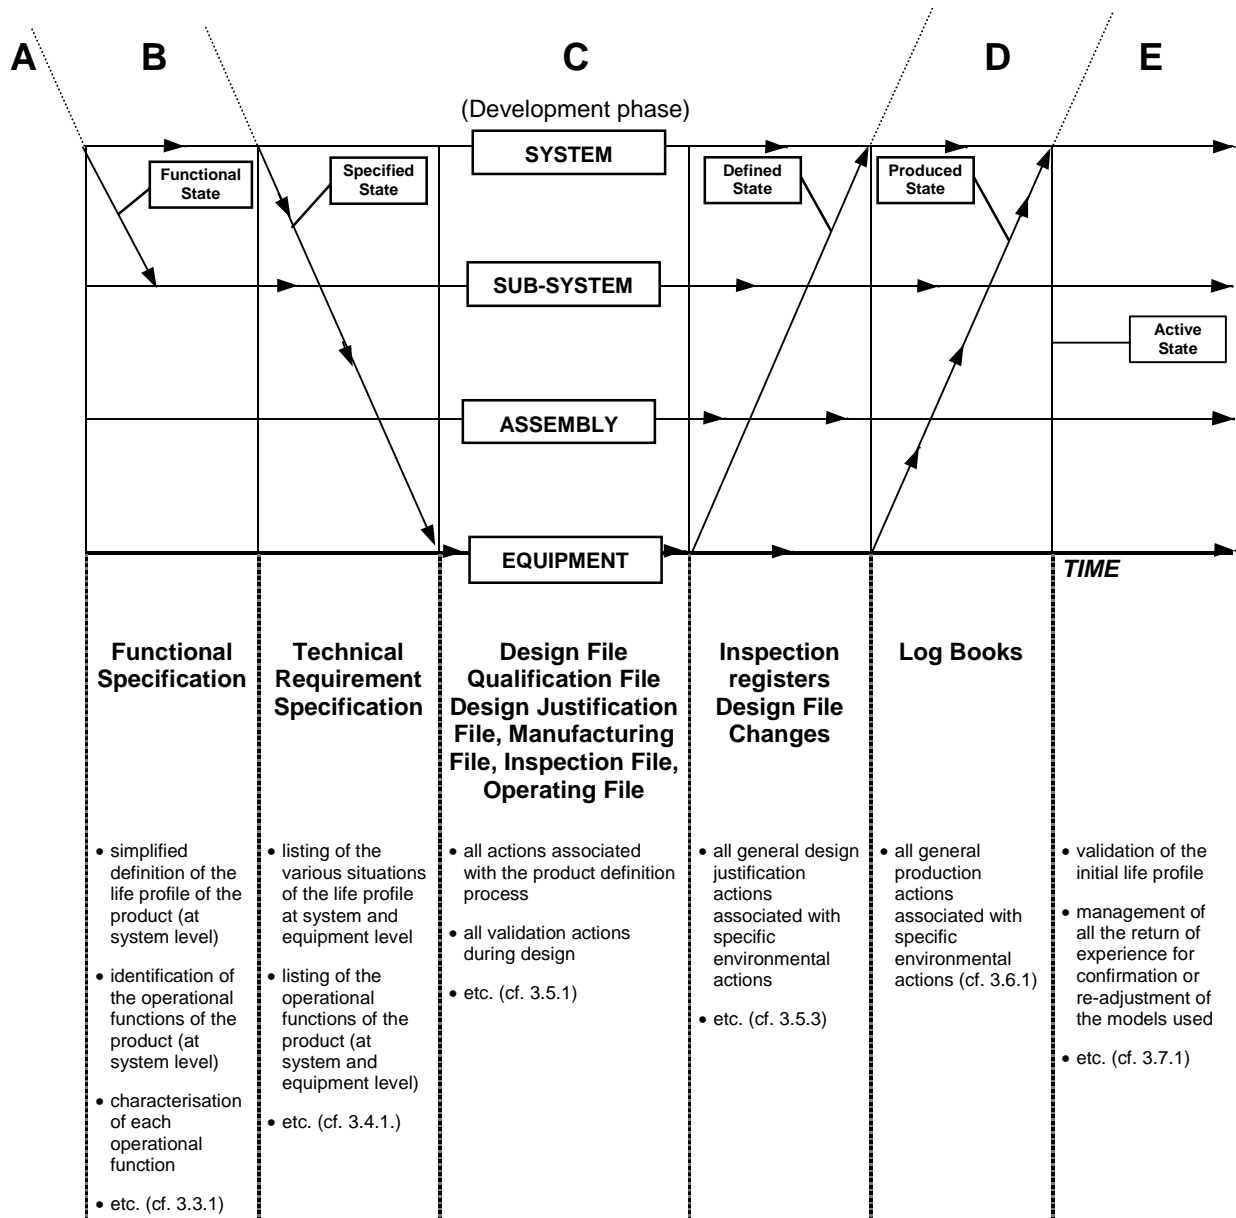 A
B
C
D
E
(Development phase)
SYSTEM
Functional
State
Specified
State
Defined
State
Produced
State
SUB-SYSTEM
Active
State
ASSEMBLY
EQUIPMENT
TIME
Functional
Specification
Technical
Requirement
Specification
Design File
Qualification File
Design Justification
File, Manufacturing
File, Inspection File,
Operating File
Inspection
registers
Design File
Changes
Log Books
• simplified
definition of the
life profile of the
product (at
system level)
• identification of
the operational
functions of the
product (at
system level)
• characterisation
of each
operational
function
• etc. (cf. 3.3.1)
• listing of the
various situations
of the life profile
at system and
equipment level
• listing of the
operational
functions of the
product (at
system and
equipment level)
• etc. (cf. 3.4.1.)
• all actions associated
with the product definition
process
• all validation actions
during design
• etc. (cf. 3.5.1)
• all general design
justification
actions
associated with
specific
environmental
actions
• etc. (cf. 3.5.3)
• all general
production
actions
associated with
specific
environmental
actions (cf. 3.6.1)
• validation of the
initial life profile
• management of
all the return of
experience for
confirmation or
re-adjustment of
the models used
• etc. (cf. 3.7.1)